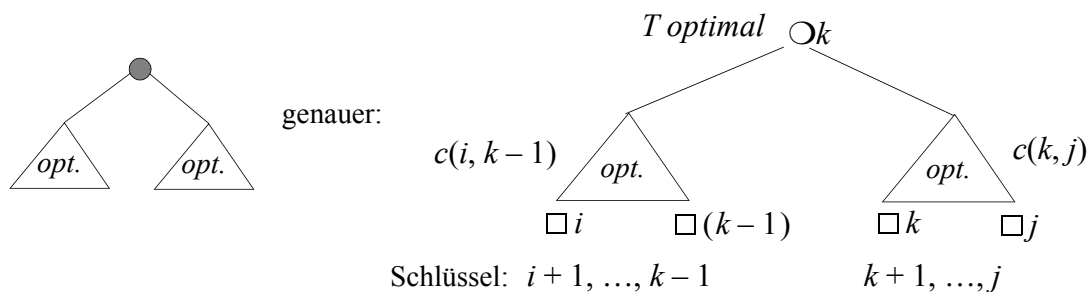 T optimal k
genauer:
opt. opt. c(i, k – 1) opt. opt. c(k, j)
i (k – 1) k j
Schlüssel: i + 1, …, k – 1 k + 1, …, j